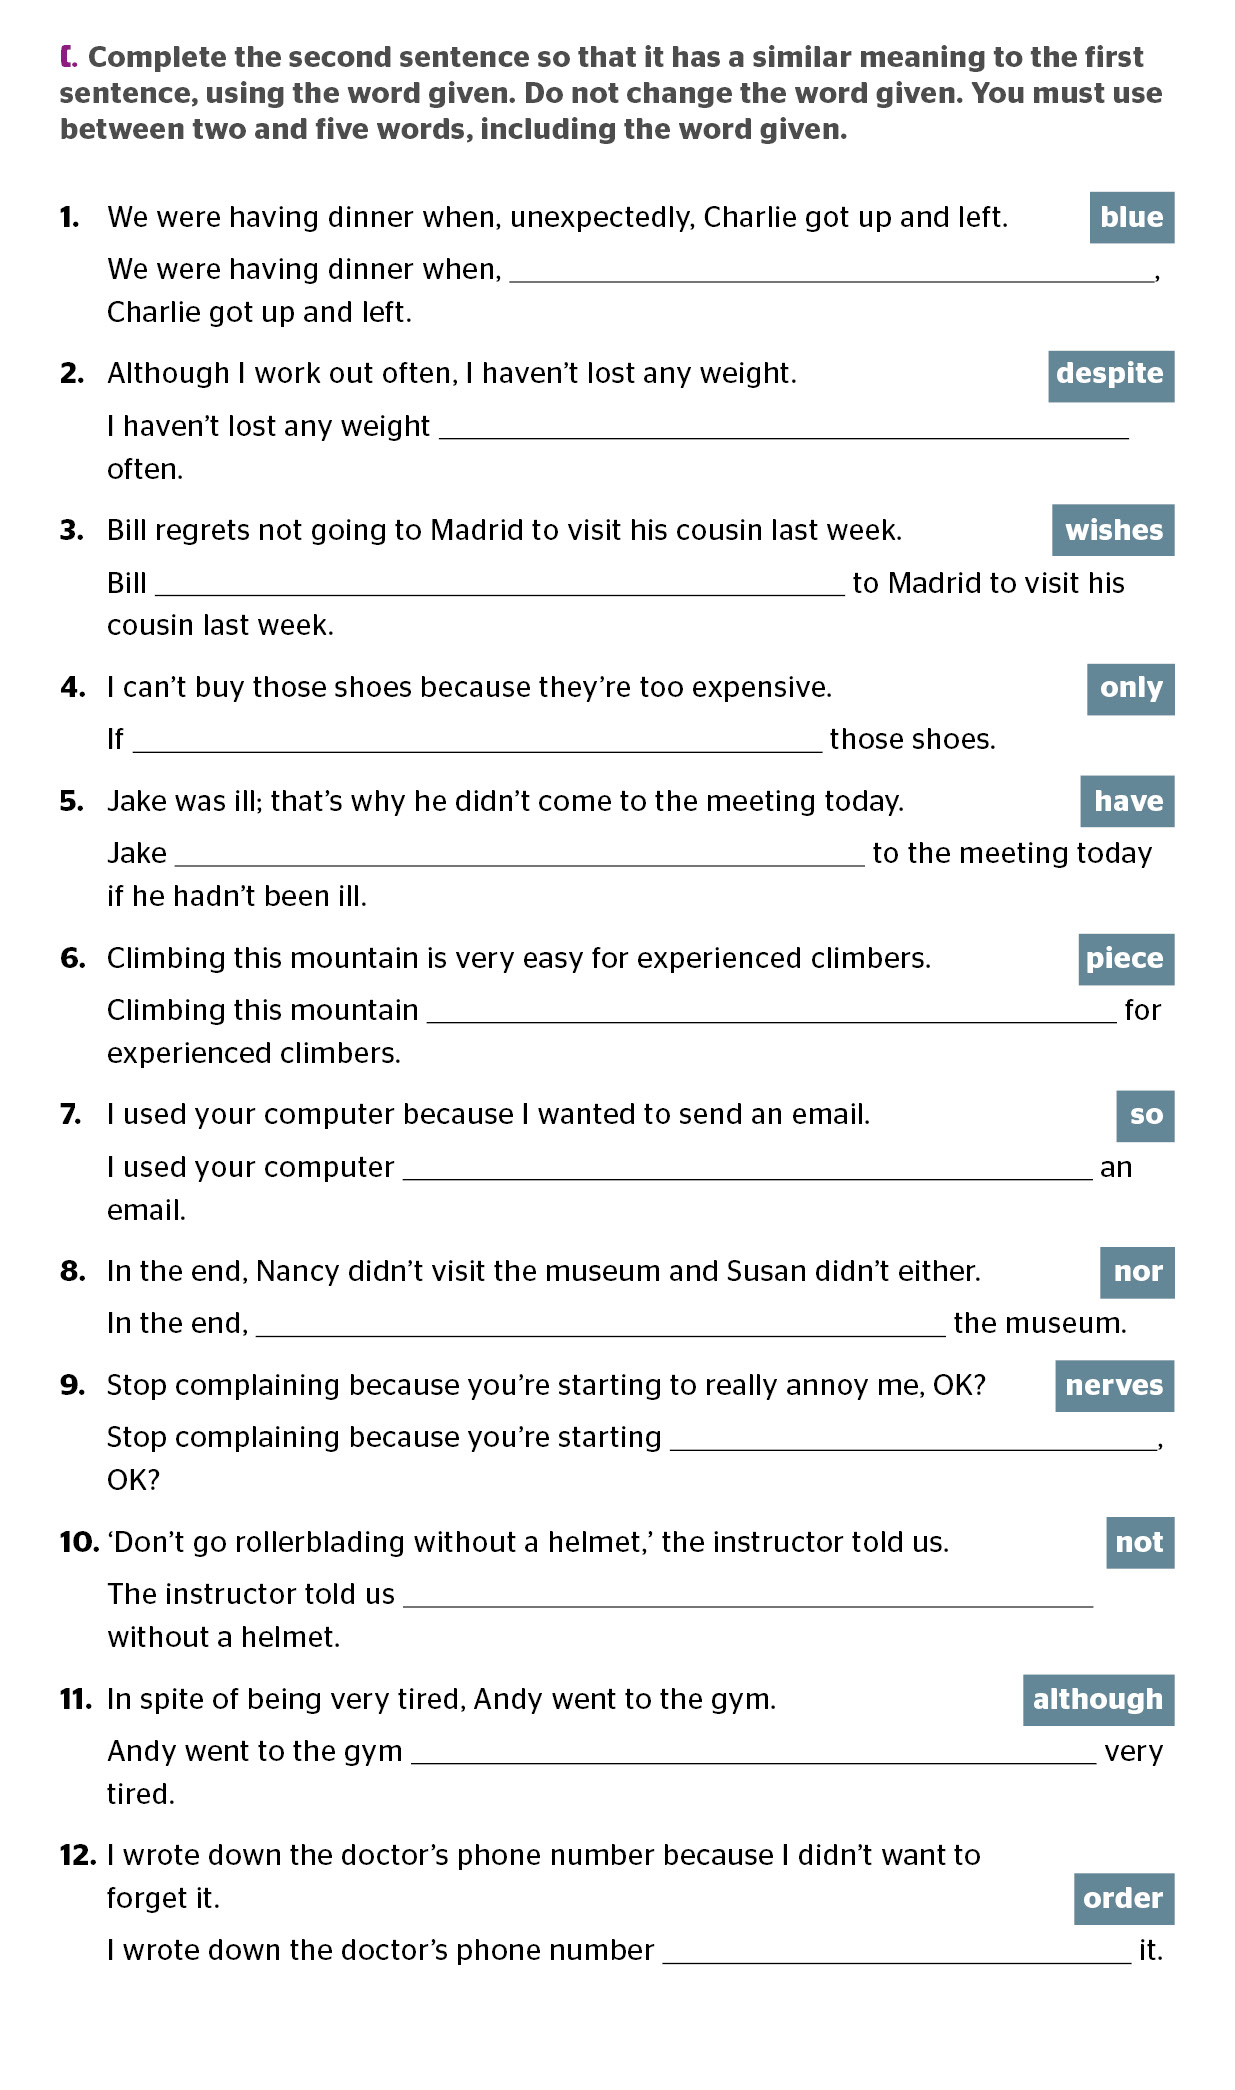 C. Complete the second sentence so that it has a similar meaning to the first
sentence, using the word given. Do not change the word given. You must use
between two and five words, including the word given.
1. We were having dinner when, unexpectedly, Charlie got up and left. blue
We were having dinner when, ______________________________,
Charlie got up and left.
2. Although I work out often, I haven’t lost any weight. despite
I haven’t lost any weight ______________________________
often.
3. Bill regrets not going to Madrid to visit his cousin last week. wishes
Bill ______________________________ to Madrid to visit his
cousin last week.
4. I can’t buy those shoes because they’re too expensive. only
If ______________________________ those shoes.
5. Jake was ill; that’s why he didn’t come to the meeting today. have
Jake ______________________________ to the meeting today
if he hadn’t been ill.
6. Climbing this mountain is very easy for experienced climbers. piece
Climbing this mountain ______________________________ for
experienced climbers.
7. I used your computer because I wanted to send an email. so
I used your computer ______________________________ an
email.
8. In the end, Nancy didn’t visit the museum and Susan didn’t either. nor
In the end, ______________________________ the museum.
9. Stop complaining because you’re starting to really annoy me, OK? nerves
Stop complaining because you’re starting ______________________________,
OK?
10. ‘Don’t go rollerblading without a helmet,’ the instructor told us. not
The instructor told us ______________________________
without a helmet.
11. In spite of being very tired, Andy went to the gym. although
Andy went to the gym ______________________________ very
tired.
12. I wrote down the doctor’s phone number because I didn’t want to
forget it. order
I wrote down the doctor’s phone number ______________________________ it.